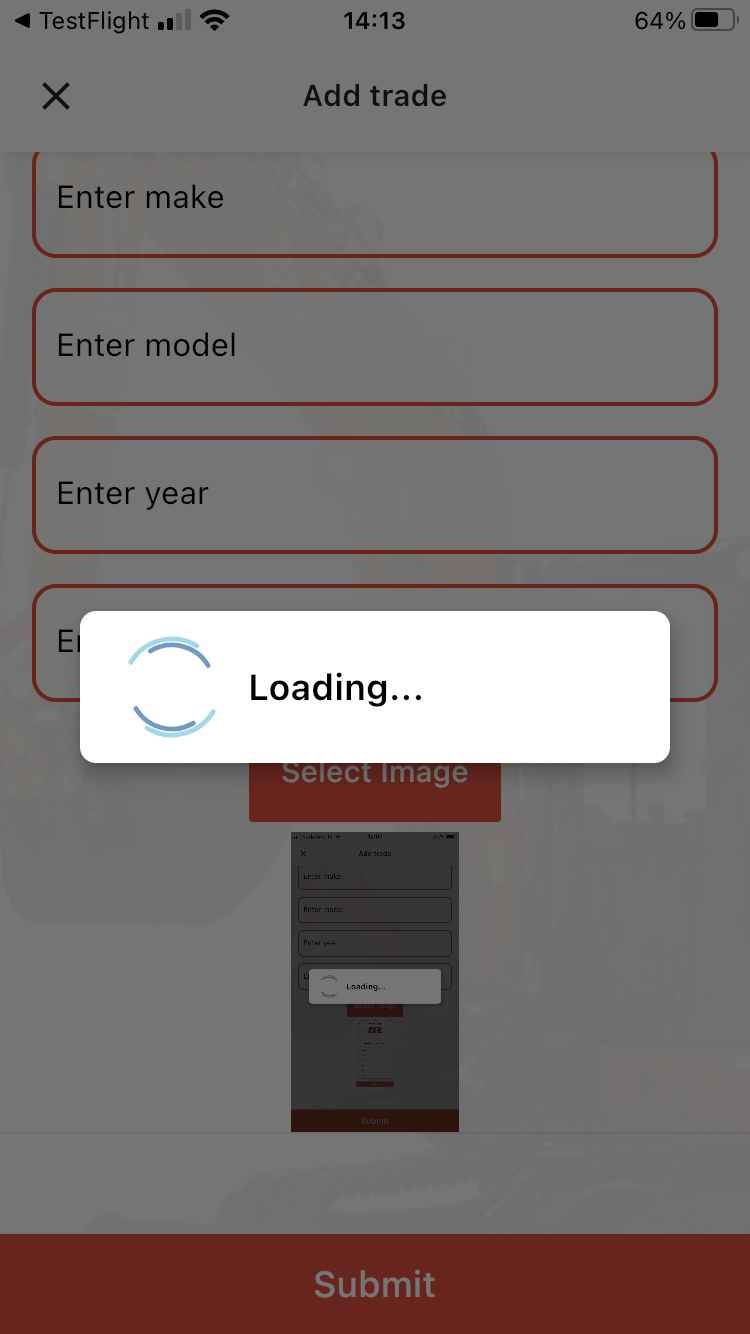 TestFlight 14:13 64%
Add trade
Enter make
Enter model
Enter year
Loading...
Select Image
Add trade
Enter make
Enter model
Enter year
Loading...
Submit
Submit